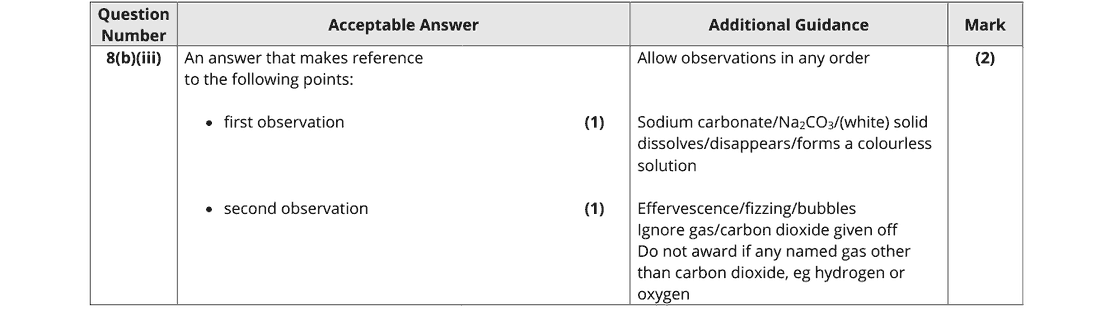 Question Number Acceptable Answer Additional Guidance Mark
8(b)(iii) An answer that makes reference Allow observations in any order (2)
to the following points:
• first observation (1) Sodium carbonate/Na₂CO₃/(white) solid
dissolves/disappears/forms a colourless
solution
• second observation (1) Effervescence/fizzing/bubbles
Ignore gas/carbon dioxide given off
Do not award if any named gas other
than carbon dioxide, eg hydrogen or
oxygen